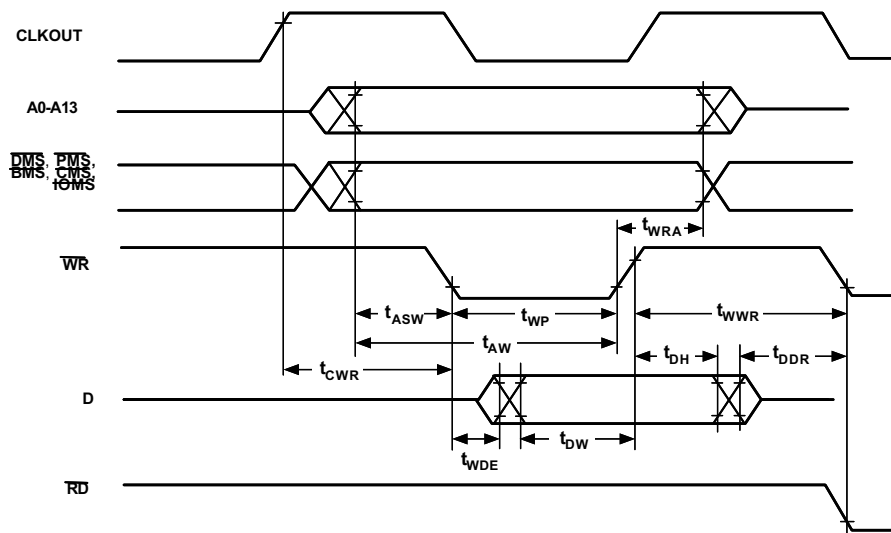 CLKOUT
A0-A13
DMS, PMS,
BMS, CMS,
IOMS
tWRA
WR
tASW
tWP
tWWR
tAW
tDH
tDDR
tCWR
D
tWDE
tDW
RD